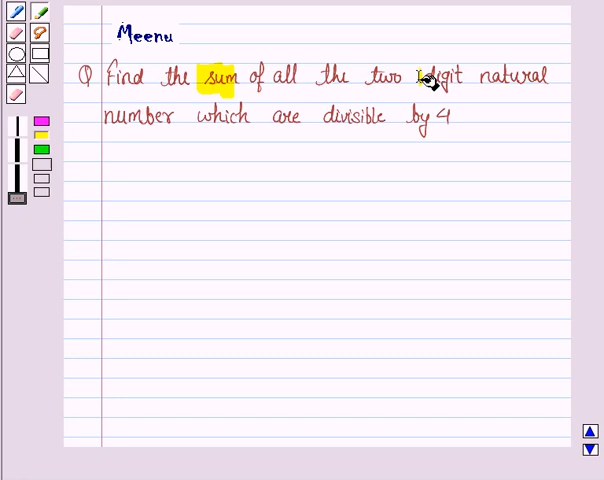 Meenu
Q Find the sum of all the two digit natural
number which are divisible by 4